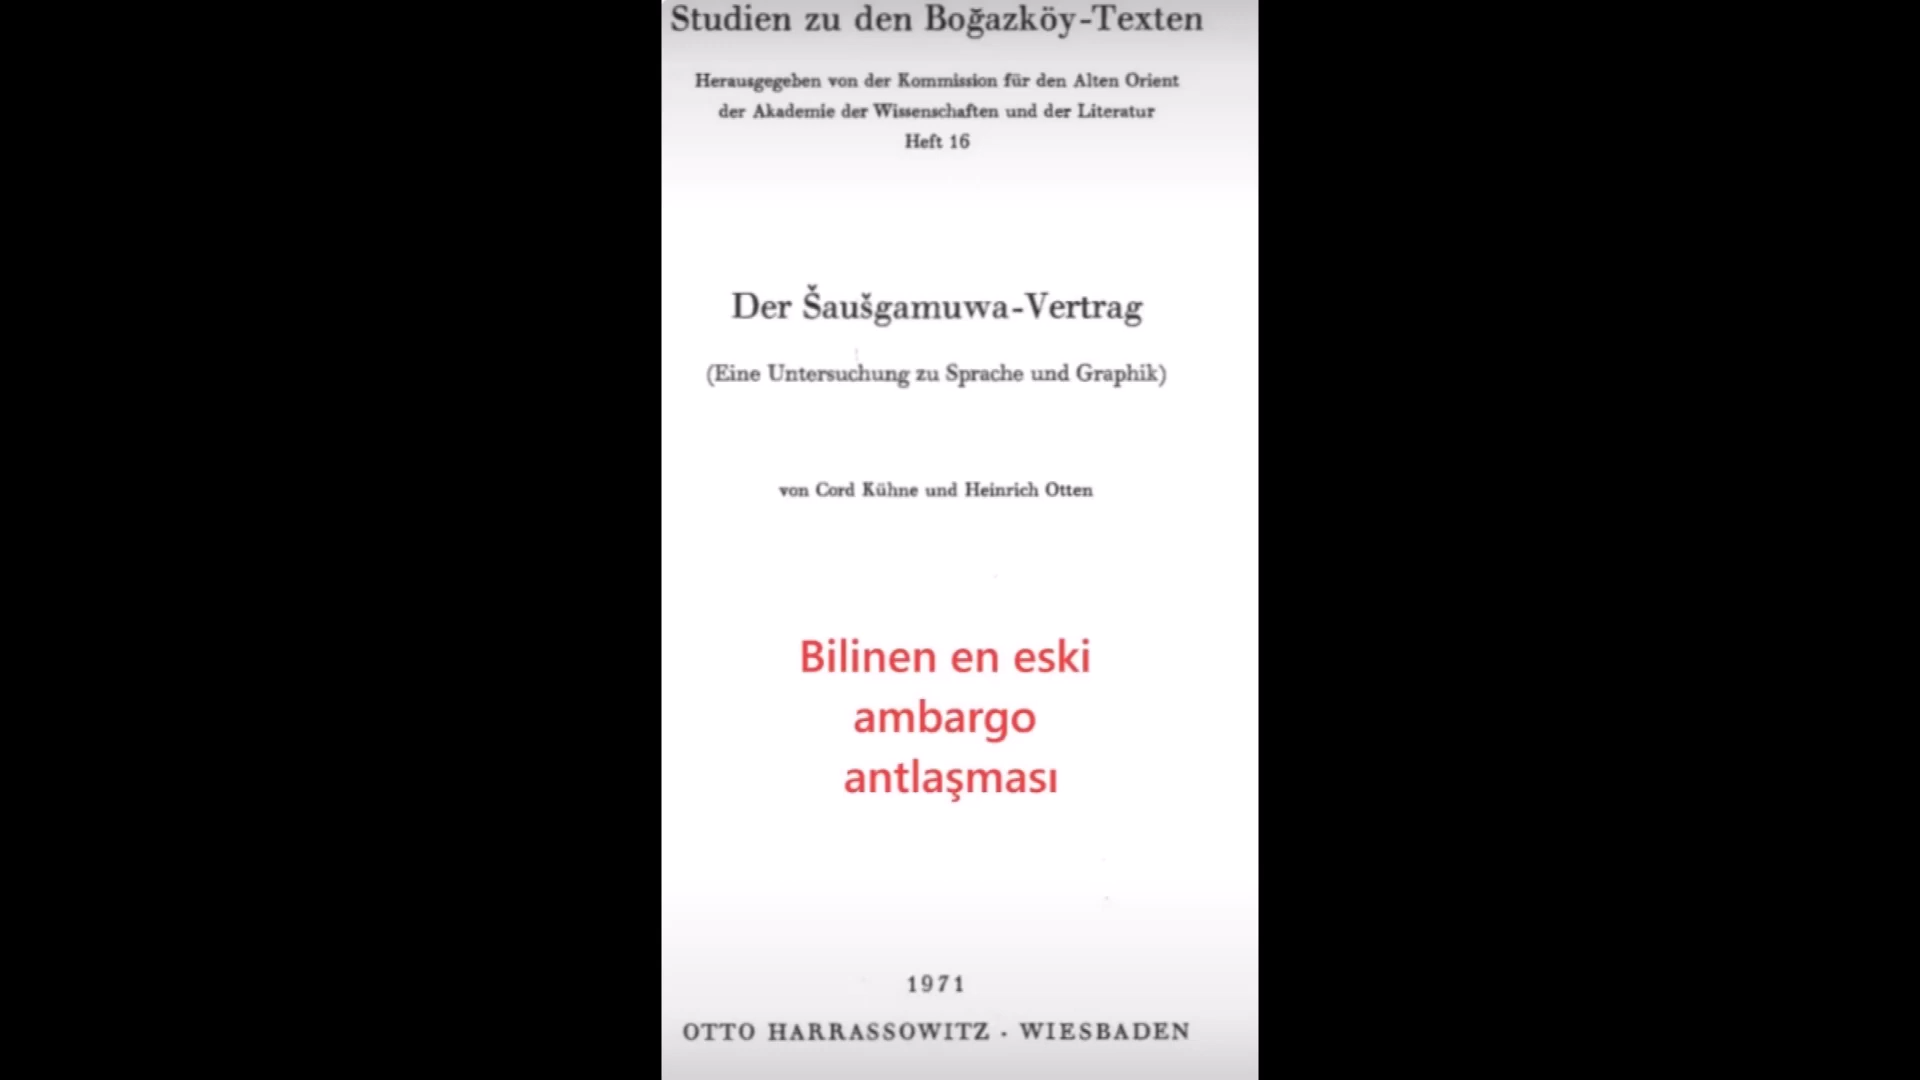 Studien zu den Boğazköy-Texten
Herausgegeben von der Kommission für den Alten Orient
der Akademie der Wissenschaften und der Literatur
Heft 16
Der Šaušgamuwa-Vertrag
(Eine Untersuchung zu Sprache und Graphik)
von Cord Kühne und Heinrich Otten
Bilinen en eski
ambargo
antlaşması
1971
OTTO HARRASSOWITZ · WIESBADEN